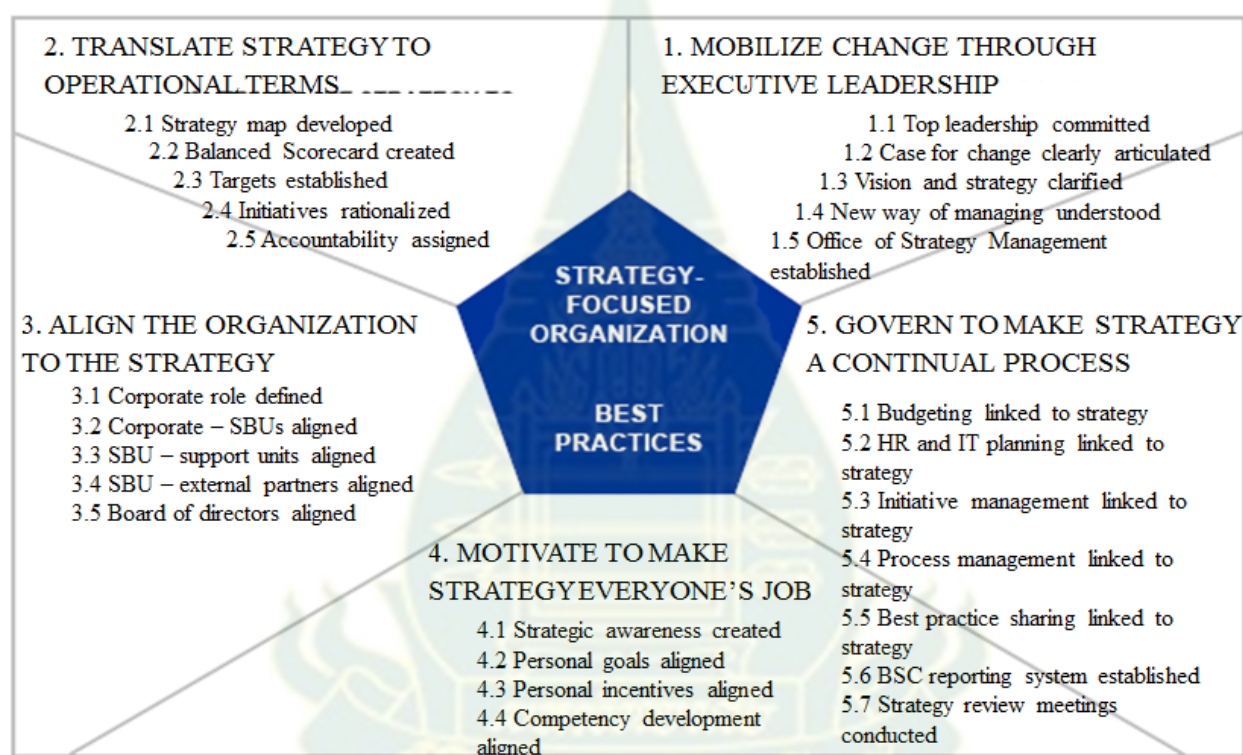 1. MOBILIZE CHANGE THROUGH
EXECUTIVE LEADERSHIP
1.1 Top leadership committed
1.2 Case for change clearly articulated
1.3 Vision and strategy clarified
1.4 New way of managing understood
1.5 Office of Strategy Management
established
2. TRANSLATE STRATEGY TO
OPERATIONAL TERMS
2.1 Strategy map developed
2.2 Balanced Scorecard created
2.3 Targets established
2.4 Initiatives rationalized
2.5 Accountability assigned
STRATEGY-
FOCUSED
ORGANIZATION
BEST
PRACTICES
3. ALIGN THE ORGANIZATION
TO THE STRATEGY
3.1 Corporate role defined
3.2 Corporate – SBUs aligned
3.3 SBU – support units aligned
3.4 SBU – external partners aligned
3.5 Board of directors aligned
4. MOTIVATE TO MAKE
STRATEGY EVERYONE’S JOB
4.1 Strategic awareness created
4.2 Personal goals aligned
4.3 Personal incentives aligned
4.4 Competency development
aligned
5. GOVERN TO MAKE STRATEGY
A CONTINUAL PROCESS
5.1 Budgeting linked to strategy
5.2 HR and IT planning linked to
strategy
5.3 Initiative management linked to
strategy
5.4 Process management linked to
strategy
5.5 Best practice sharing linked to
strategy
5.6 BSC reporting system established
5.7 Strategy review meetings
conducted